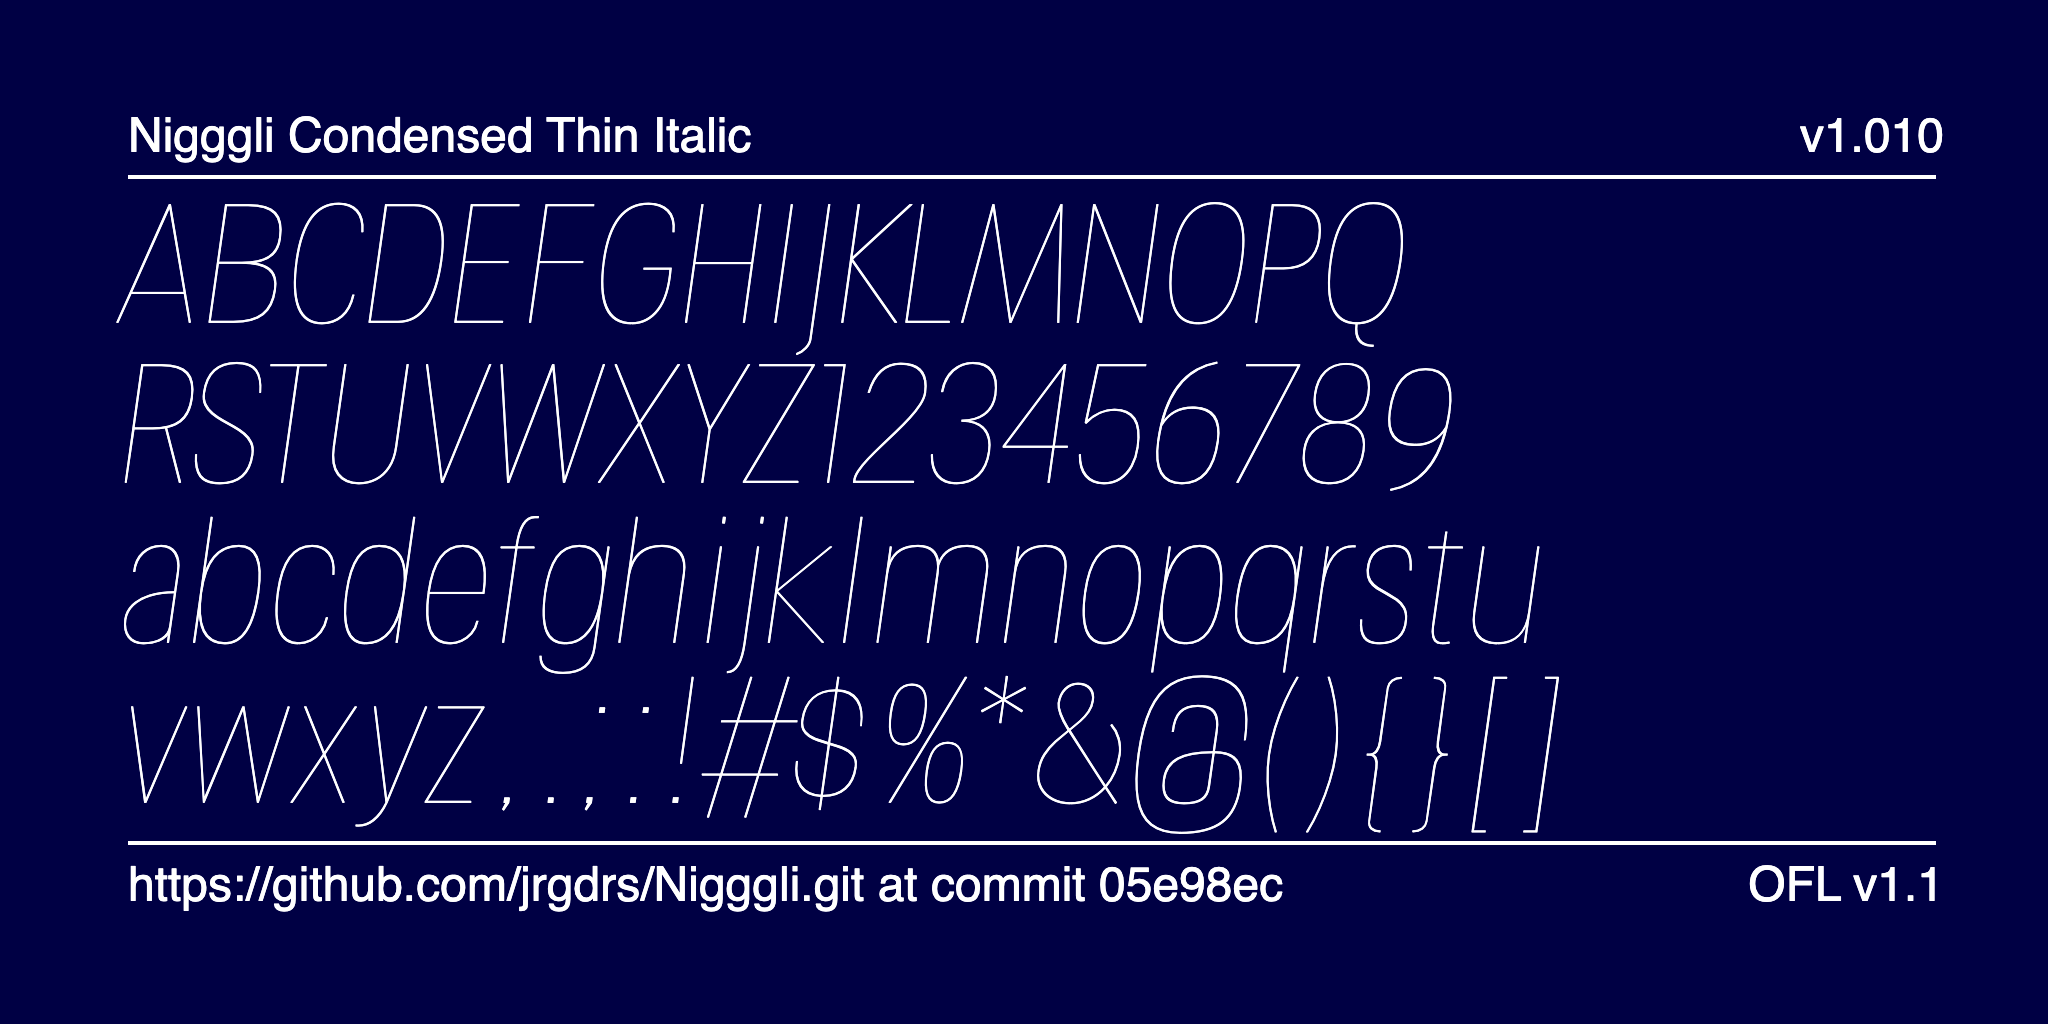 Nigggli Condensed Thin Italic
v1.010
ABCDEFGHIJKLMNOPQ
RSTUVWXYZ123456789
abcdefghijklmnopqrstu
vwxyz,.;:!#$%*&@(){}[]
https://github.com/jrgdrs/Nigggli.git at commit 05e98ec
OFL v1.1